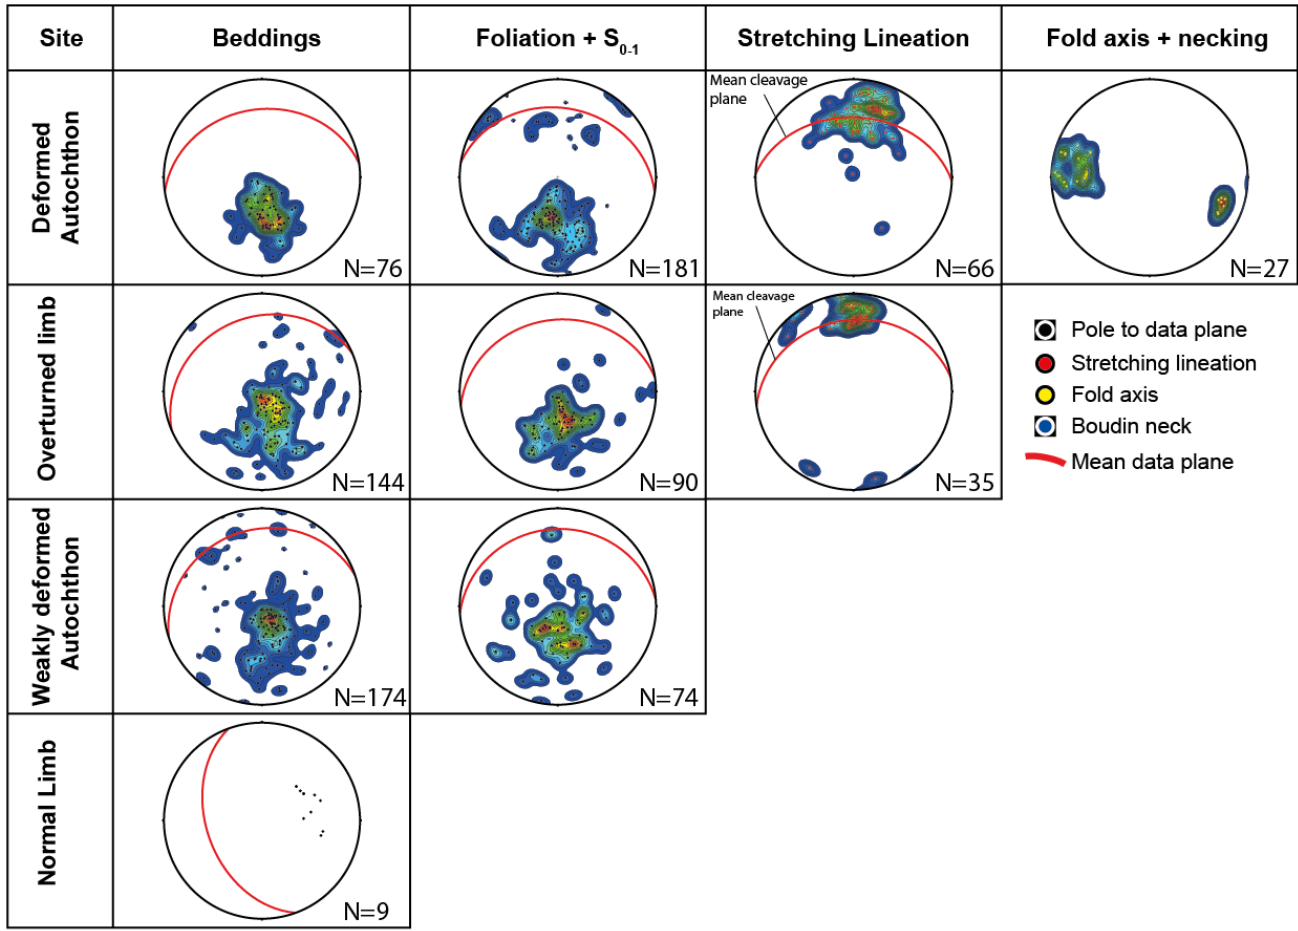 Site
Beddings
Foliation + S0-1
Stretching Lineation
Fold axis + necking
Deformed
Autochthon
N=76
N=181
Mean cleavage
plane
N=66
N=27
Overturned limb
N=144
N=90
Mean cleavage
plane
N=35
Pole to data plane
Stretching lineation
Fold axis
Boudin neck
Mean data plane
Weakly deformed
Autochthon
N=174
N=74
Normal Limb
N=9